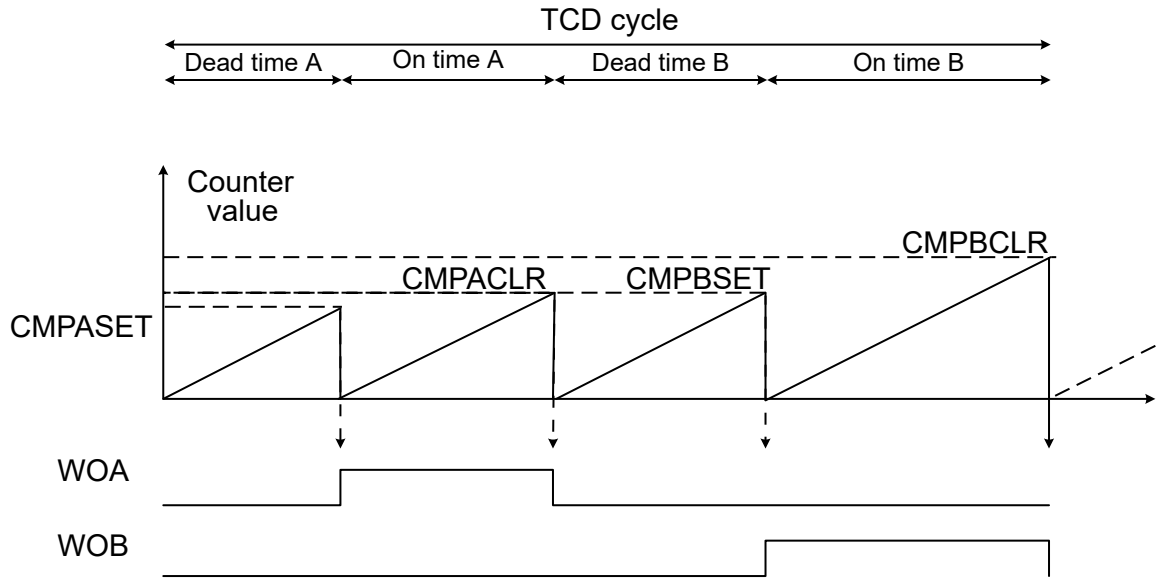 TCD cycle
Dead time A
On time A
Dead time B
On time B
Counter
value
CMPBCLR
CMPACLR
CMPBSET
CMPASET
WOA
WOB